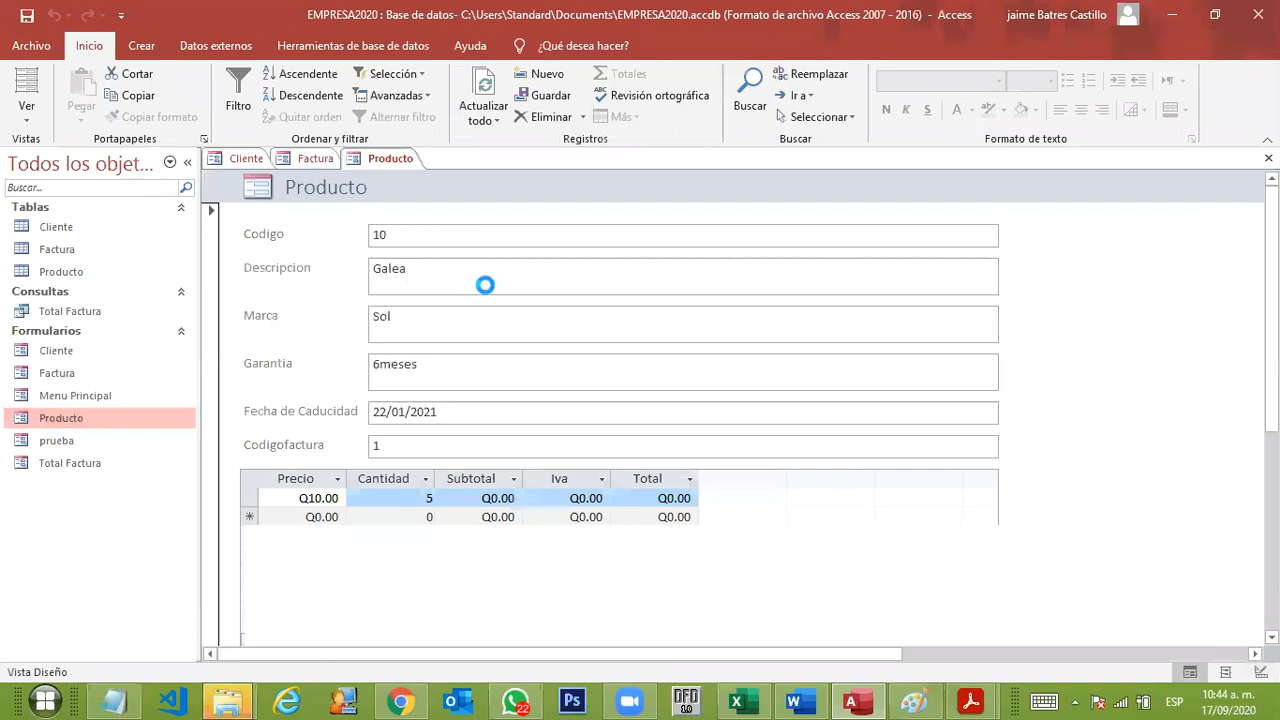 EMPRESA2020 : Base de datos- C:\Users\Standard\Documents\EMPRESA2020.accdb (Formato de archivo Access 2007 - 2016) - Access
jaime Batres Castillo
Archivo Inicio Crear Datos externos Herramientas de base de datos Ayuda ¿Qué desea hacer?
Ver
Vistas
Pegar
Cortar
Copiar
Copiar formato
Portapapeles
Filtro
Ascendente
Descendente
Quitar orden
Selección
Avanzadas
Alternar filtro
Ordenar y filtrar
Actualizar
todo
Nuevo
Guardar
Eliminar
Totales
Revisión ortográfica
Más
Registros
Buscar
Reemplazar
Ir a
Seleccionar
Buscar
N K S
Formato de texto
Todos los objet...
Buscar...
Tablas
Cliente
Factura
Producto
Consultas
Total Factura
Formularios
Cliente
Factura
Menu Principal
Producto
prueba
Total Factura
Cliente Factura Producto
Producto
Codigo 10
Descripcion Galea
Marca Sol
Garantia 6meses
Fecha de Caducidad 22/01/2021
Codigofactura 1
Precio Cantidad Subtotal Iva Total
Q10.00 5 Q0.00 Q0.00 Q0.00
Q0.00 0 Q0.00 Q0.00 Q0.00
Vista Diseño
22
Ps
DFD
ESP
10:44 a. m.
17/09/2020